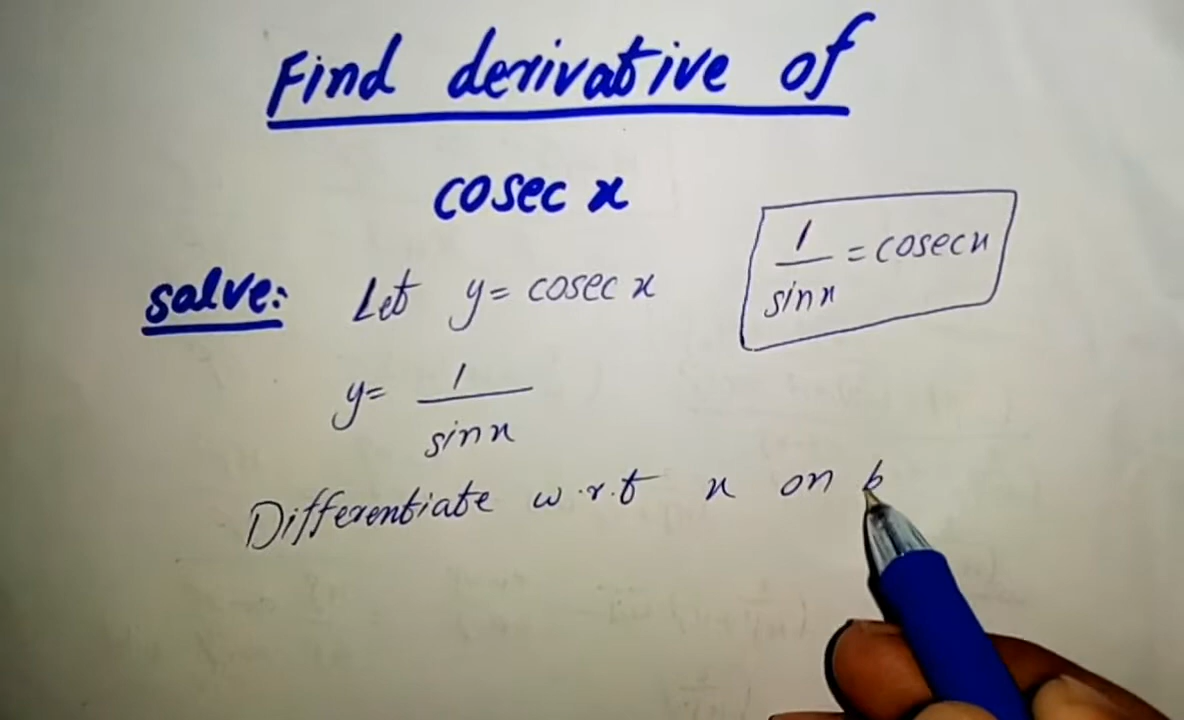 Find derivative of
cosec x
solve: Let y = cosec x
1/sinx = cosecx
y = 1/sinx
Differentiate w.r.t x on b